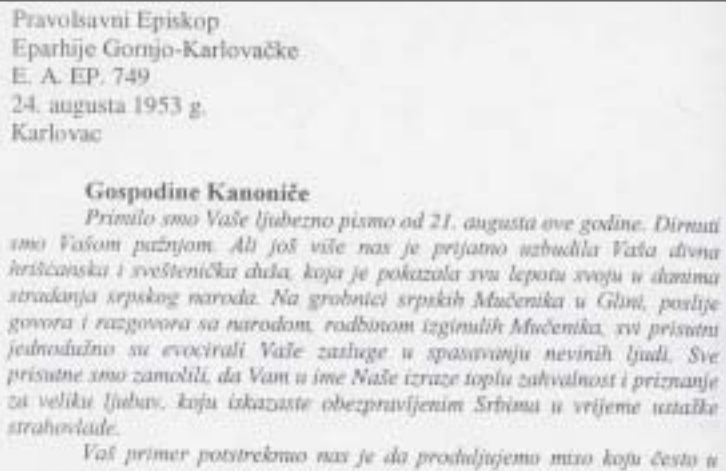 Pravolsavni Episkop
Eparhije Gornjo-Karlovačke
E. A. EP. 749
24. augusta 1953 g.
Karlovac
Gospodine Kanoniče
Primilo smo Vaše ljubezno pismo od 21. augusta ove godine. Dirnuti
smo Vašom pažnjom. Ali još više nas je prijatno uzbudila Vaša divna
hrišćanska i sveštenička duša, koja je pokazala svu lepotu svoju u danima
stradanja srpskog naroda. Na grobnici srpskih Mučenika u Glini, poslije
govora i razgovora sa narodom, rodbinom izginulih Mučenika, svi prisutni
jednodušno su evocirali Vaše zasluge u spasavanju nevinih ljudi. Sve
prisutne smo zamolili, da Vam u ime Naše izraze toplu zahvalnost i priznanje
za veliku ljubav, koju iskazaste obezpravljenim Srbima u vrijeme ustaške
strahovlade.
Vaš primer potstreknuo nas je da produljujemo misao koju često u